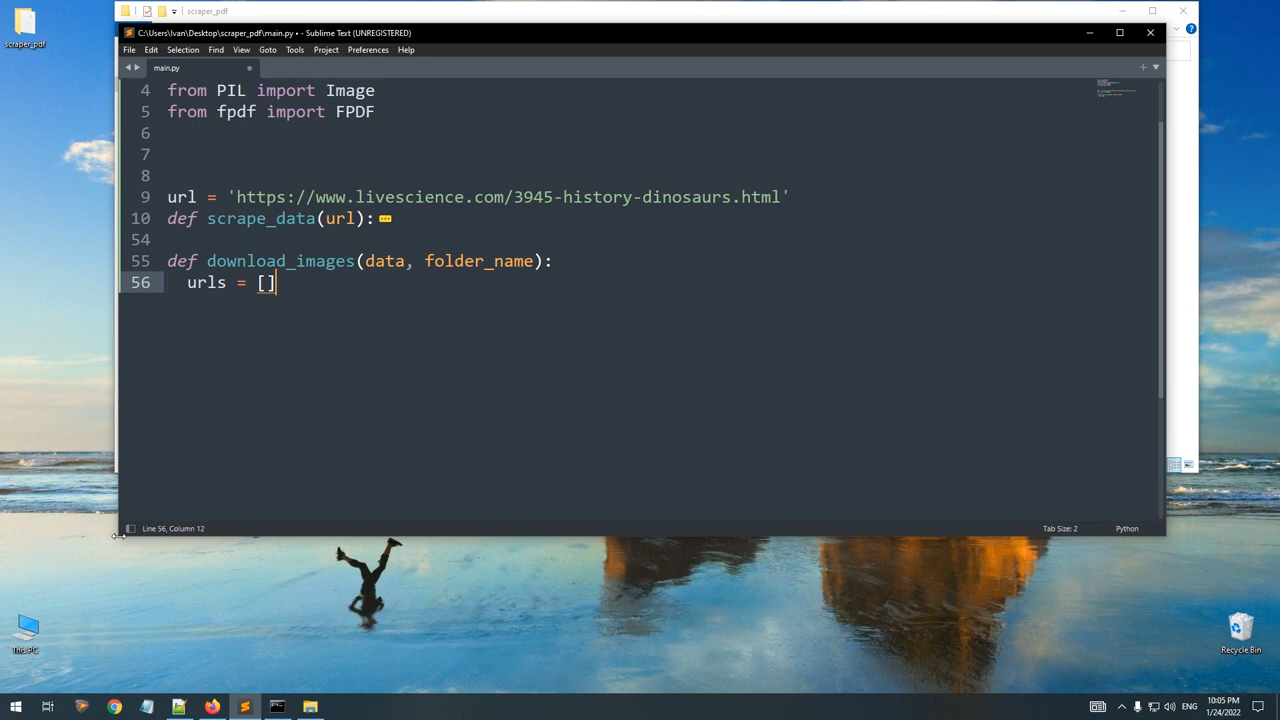 scraper_pdf
scraper_pdf
C:\Users\Ivan\Desktop\scraper_pdf\main.py • - Sublime Text (UNREGISTERED)
File Edit Selection Find View Goto Tools Project Preferences Help
main.py
4 from PIL import Image
5 from fpdf import FPDF
6
7
8
9 url = 'https://www.livescience.com/3945-history-dinosaurs.html'
10 def scrape_data(url):
54
55 def download_images(data, folder_name):
56 urls = []
Line 56, Column 12
Tab Size: 2
Python
This PC
Recycle Bin
ENG
10:05 PM
1/24/2022